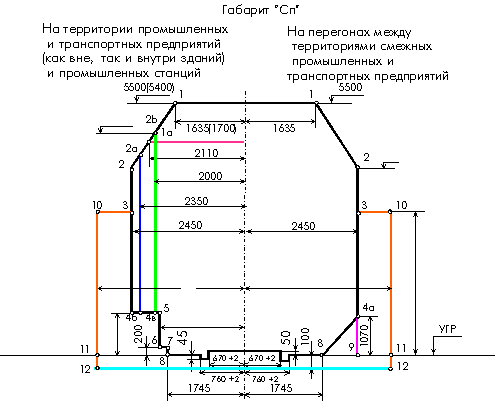 Габарит "Сп"
На территории промышленных
и транспортных предприятий
(как вне, так и внутри зданий)
и промышленных станций
На перегонах между
территориями смежных
промышленных и
транспортных предприятий
5500(5400) 1 1 5500
2b 1a 1635(1700) 1635
2a 2110
2 2000 2
2350
10 3 2450 2450 3 10
4б 4в 5 4а
200 6 7 45 50 100 1070 УГР
11 8 670 +2 670 +2 8 9 11
12 760 +2 760 +2 12
1745 1745